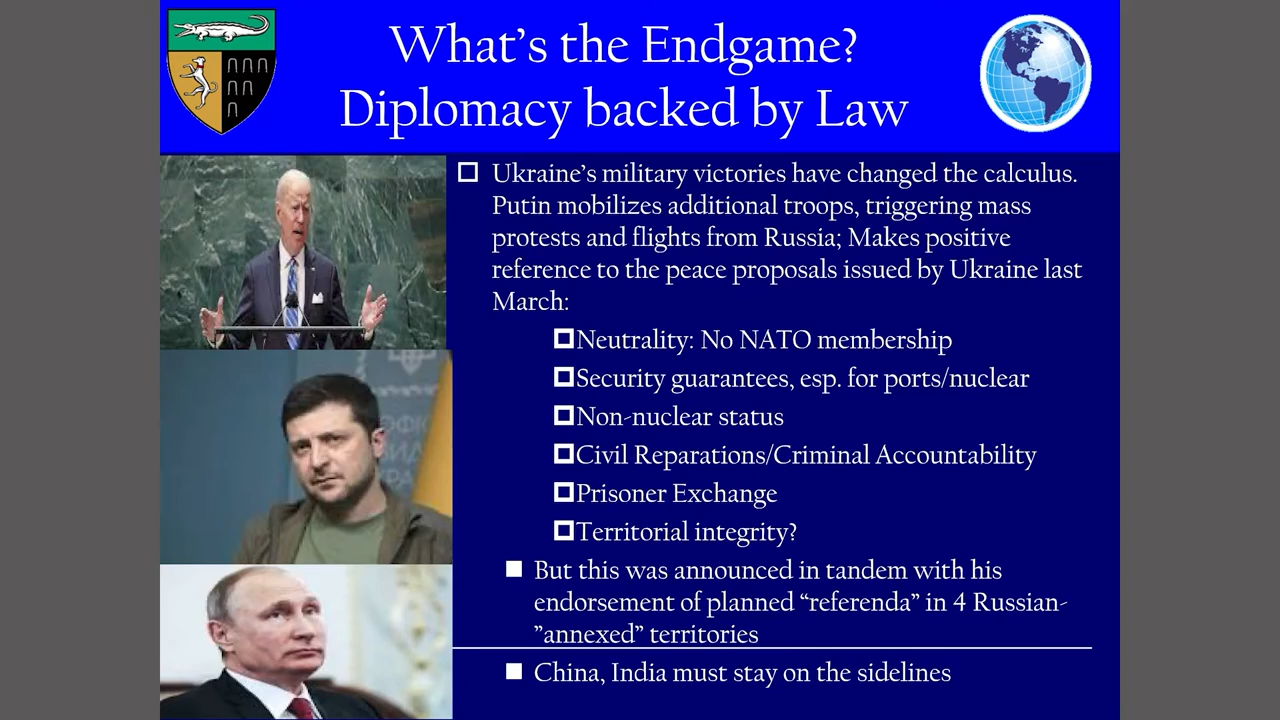 What's the Endgame?
Diplomacy backed by Law
Ukraine's military victories have changed the calculus.
Putin mobilizes additional troops, triggering mass
protests and flights from Russia; Makes positive
reference to the peace proposals issued by Ukraine last
March:
Neutrality: No NATO membership
Security guarantees, esp. for ports/nuclear
Non-nuclear status
Civil Reparations/Criminal Accountability
Prisoner Exchange
Territorial integrity?
But this was announced in tandem with his
endorsement of planned “referenda” in 4 Russian-
”annexed” territories
China, India must stay on the sidelines